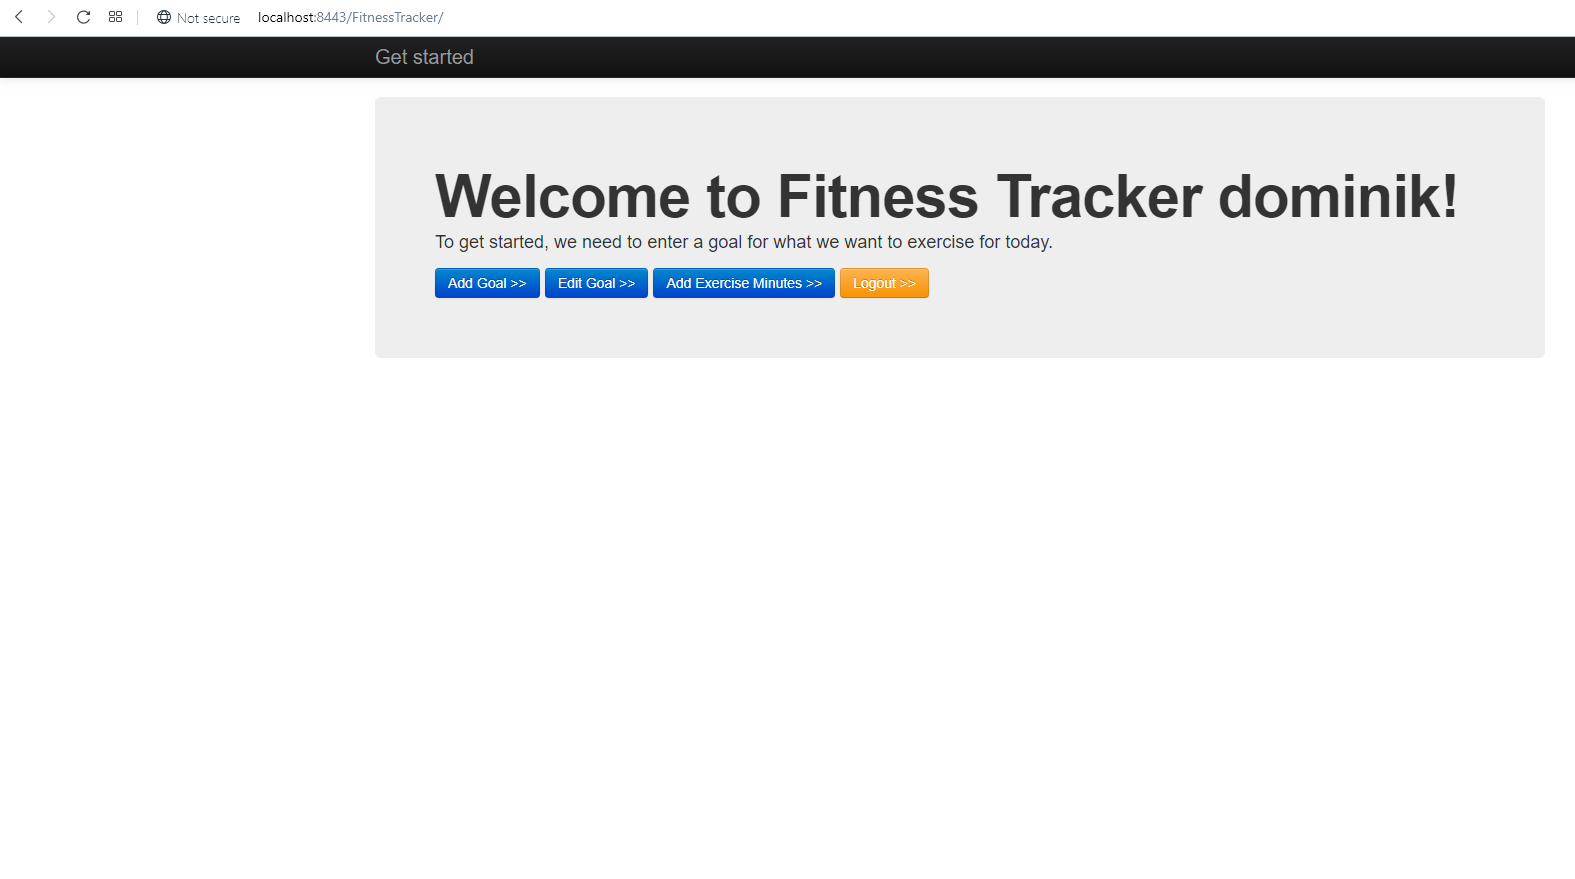 Not secure localhost:8443/FitnessTracker/
Get started
Welcome to Fitness Tracker dominik!
To get started, we need to enter a goal for what we want to exercise for today.
Add Goal >> Edit Goal >> Add Exercise Minutes >> Logout >>